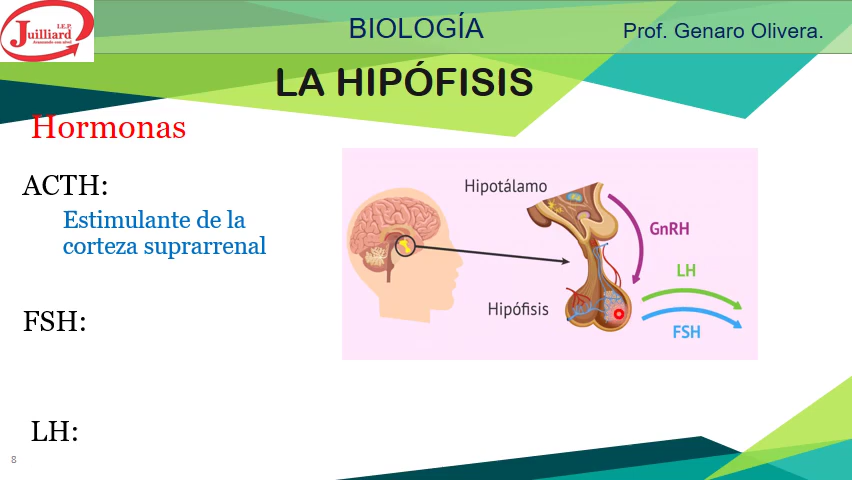 I.E.P.
Juilliard
BIOLOGÍA
Prof. Genaro Olivera.
LA HIPÓFISIS
Hormonas
ACTH:
Estimulante de la
corteza suprarrenal
FSH:
LH:
Hipotálamo
GnRH
LH
Hipófisis
FSH
8